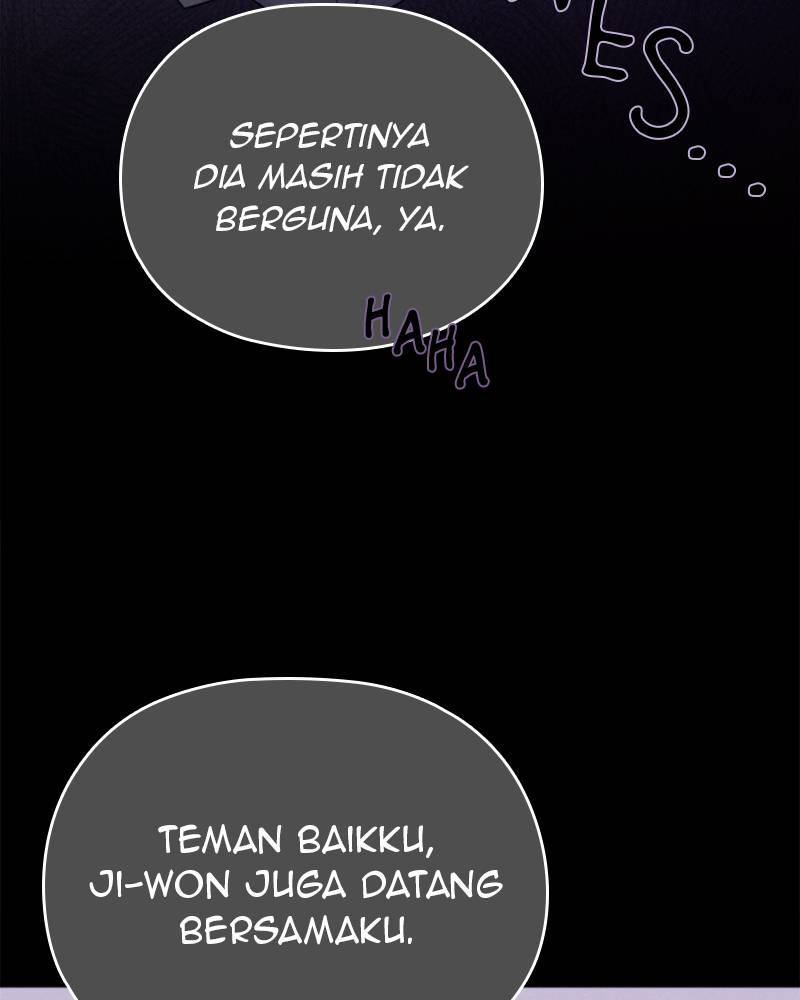 ES...
SEPERTINYA
DIA MASIH TIDAK
BERGUNA, YA.
HAHA
TEMAN BAIKKU,
JI-WON JUGA DATANG
BERSAMAKU.